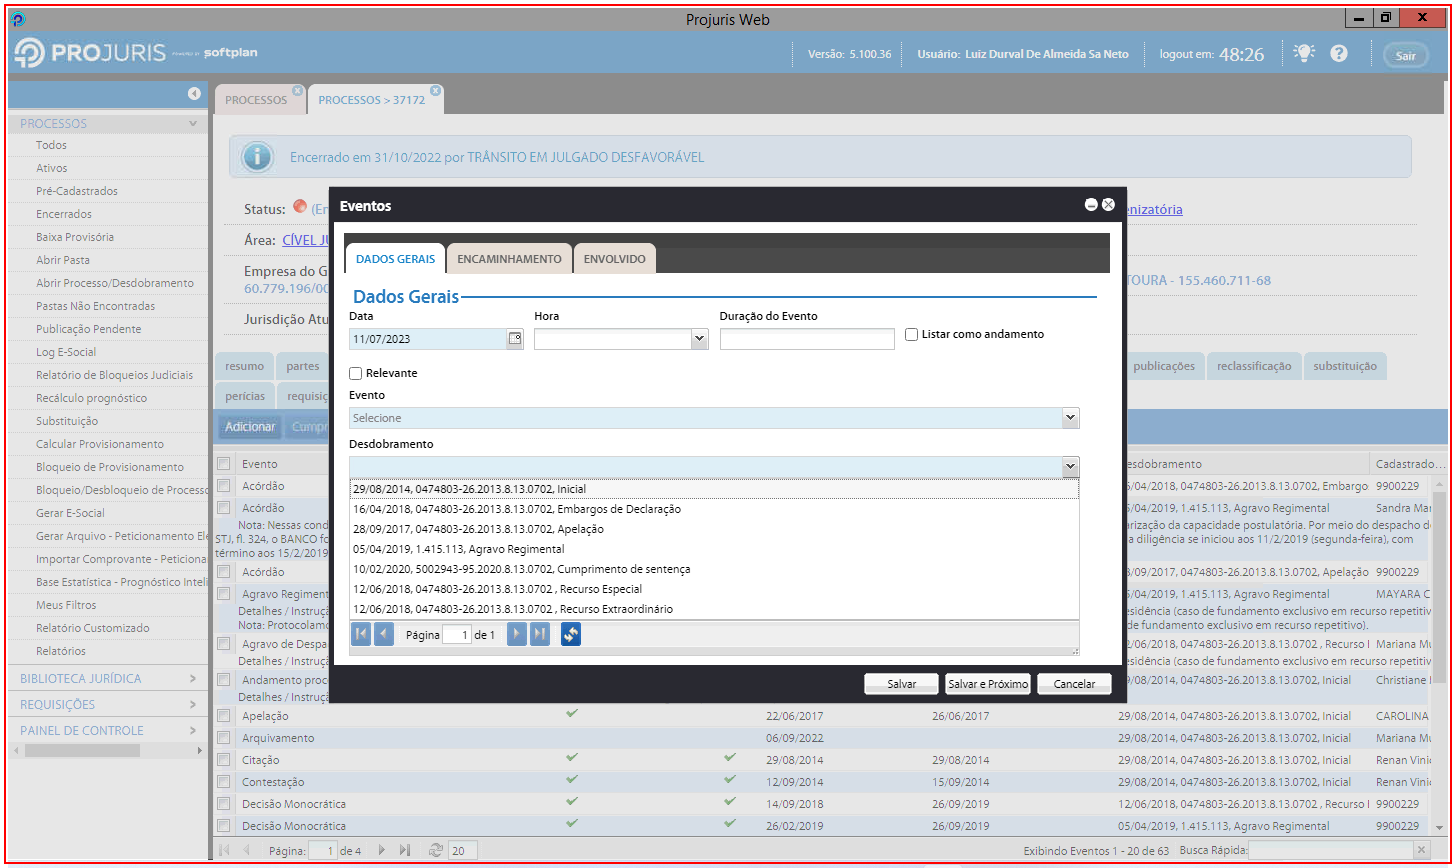 Projuris Web
PROJURIS POWERED BY softplan
Versão: 5.100.36
Usuário: Luiz Durval De Almeida Sa Neto
logout em: 48:26
Sair
PROCESSOS
Todos
Ativos
Pré-Cadastrados
Encerrados
Baixa Provisória
Abrir Pasta
Abrir Processo/Desdobramento
Pastas Não Encontradas
Publicação Pendente
Log E-Social
Relatório de Bloqueios Judiciais
Recálculo prognóstico
Substituição
Calcular Provisionamento
Bloqueio de Provisionamento
Bloqueio/Desbloqueio de Processo
Gerar E-Social
Gerar Arquivo - Peticionamento Ele
Importar Comprovante - Peticiona
Base Estatística - Prognóstico Inteli
Meus Filtros
Relatório Customizado
Relatórios
BIBLIOTECA JURÍDICA
REQUISIÇÕES
PAINEL DE CONTROLE
PROCESSOS
PROCESSOS > 37172
Encerrado em 31/10/2022 por TRÂNSITO EM JULGADO DESFAVORÁVEL
Status: (En
enizatória
Área: CÍVEL JU
Empresa do G
60.779.196/00
TOURA - 155.460.711-68
Jurisdição Atu
resumo
partes
publicações
reclassificação
substituição
perícias
requisiç
Adicionar
Compr
Eventos
DADOS GERAIS
ENCAMINHAMENTO
ENVOLVIDO
Dados Gerais
Data
Hora
Duração do Evento
11/07/2023
Listar como andamento
Relevante
Evento
Selecione
Desdobramento
29/08/2014, 0474803-26.2013.8.13.0702, Inicial
16/04/2018, 0474803-26.2013.8.13.0702, Embargos de Declaração
28/09/2017, 0474803-26.2013.8.13.0702, Apelação
05/04/2019, 1.415.113, Agravo Regimental
10/02/2020, 5002943-95.2020.8.13.0702, Cumprimento de sentença
12/06/2018, 0474803-26.2013.8.13.0702 , Recurso Especial
12/06/2018, 0474803-26.2013.8.13.0702 , Recurso Extraordinário
Página 1 de 1
Salvar
Salvar e Próximo
Cancelar
Evento
esdobramento
Cadastrado...
Acórdão
6/04/2018, 0474803-26.2013.8.13.0702, Embargo
9900229
Acórdão
5/04/2019, 1.415.113, Agravo Regimental
Sandra Mar
Nota: Nessas cond
arização da capacidade postulatória. Por meio do despacho de
STJ, fl. 324, o BANCO fo
a diligência se iniciou aos 11/2/2019 (segunda-feira), com
término aos 15/2/2019
Acórdão
8/09/2017, 0474803-26.2013.8.13.0702, Apelação
9900229
Agravo Regiment
5/04/2019, 1.415.113, Agravo Regimental
MAYARA C
Detalhes / Instruçã
esidência (caso de fundamento exclusivo em recurso repetitiv
Nota: Protocolamo
de fundamento exclusivo em recurso repetitivo).
Agravo de Despa
2/06/2018, 0474803-26.2013.8.13.0702 , Recurso I
Mariana Mu
Detalhes / Instruçã
esidência (caso de fundamento exclusivo em recurso repetitiv
Andamento proc
9/08/2014, 0474803-26.2013.8.13.0702, Inicial
Christiane I
Detalhes / Instruçã
Apelação
22/06/2017
26/06/2017
29/08/2014, 0474803-26.2013.8.13.0702, Inicial
CAROLINA
Arquivamento
06/09/2022
29/08/2014, 0474803-26.2013.8.13.0702, Inicial
Mariana Mu
Citação
29/08/2014
29/08/2014
29/08/2014, 0474803-26.2013.8.13.0702, Inicial
Renan Vinic
Contestação
12/09/2014
15/09/2014
29/08/2014, 0474803-26.2013.8.13.0702, Inicial
Renan Vinic
Decisão Monocrática
14/09/2018
26/09/2019
12/06/2018, 0474803-26.2013.8.13.0702 , Recurso I
9900229
Decisão Monocrática
26/02/2019
26/09/2019
05/04/2019, 1.415.113, Agravo Regimental
9900229
Página: 1 de 4
20
Exibindo Eventos 1 - 20 de 63
Busca Rápida: